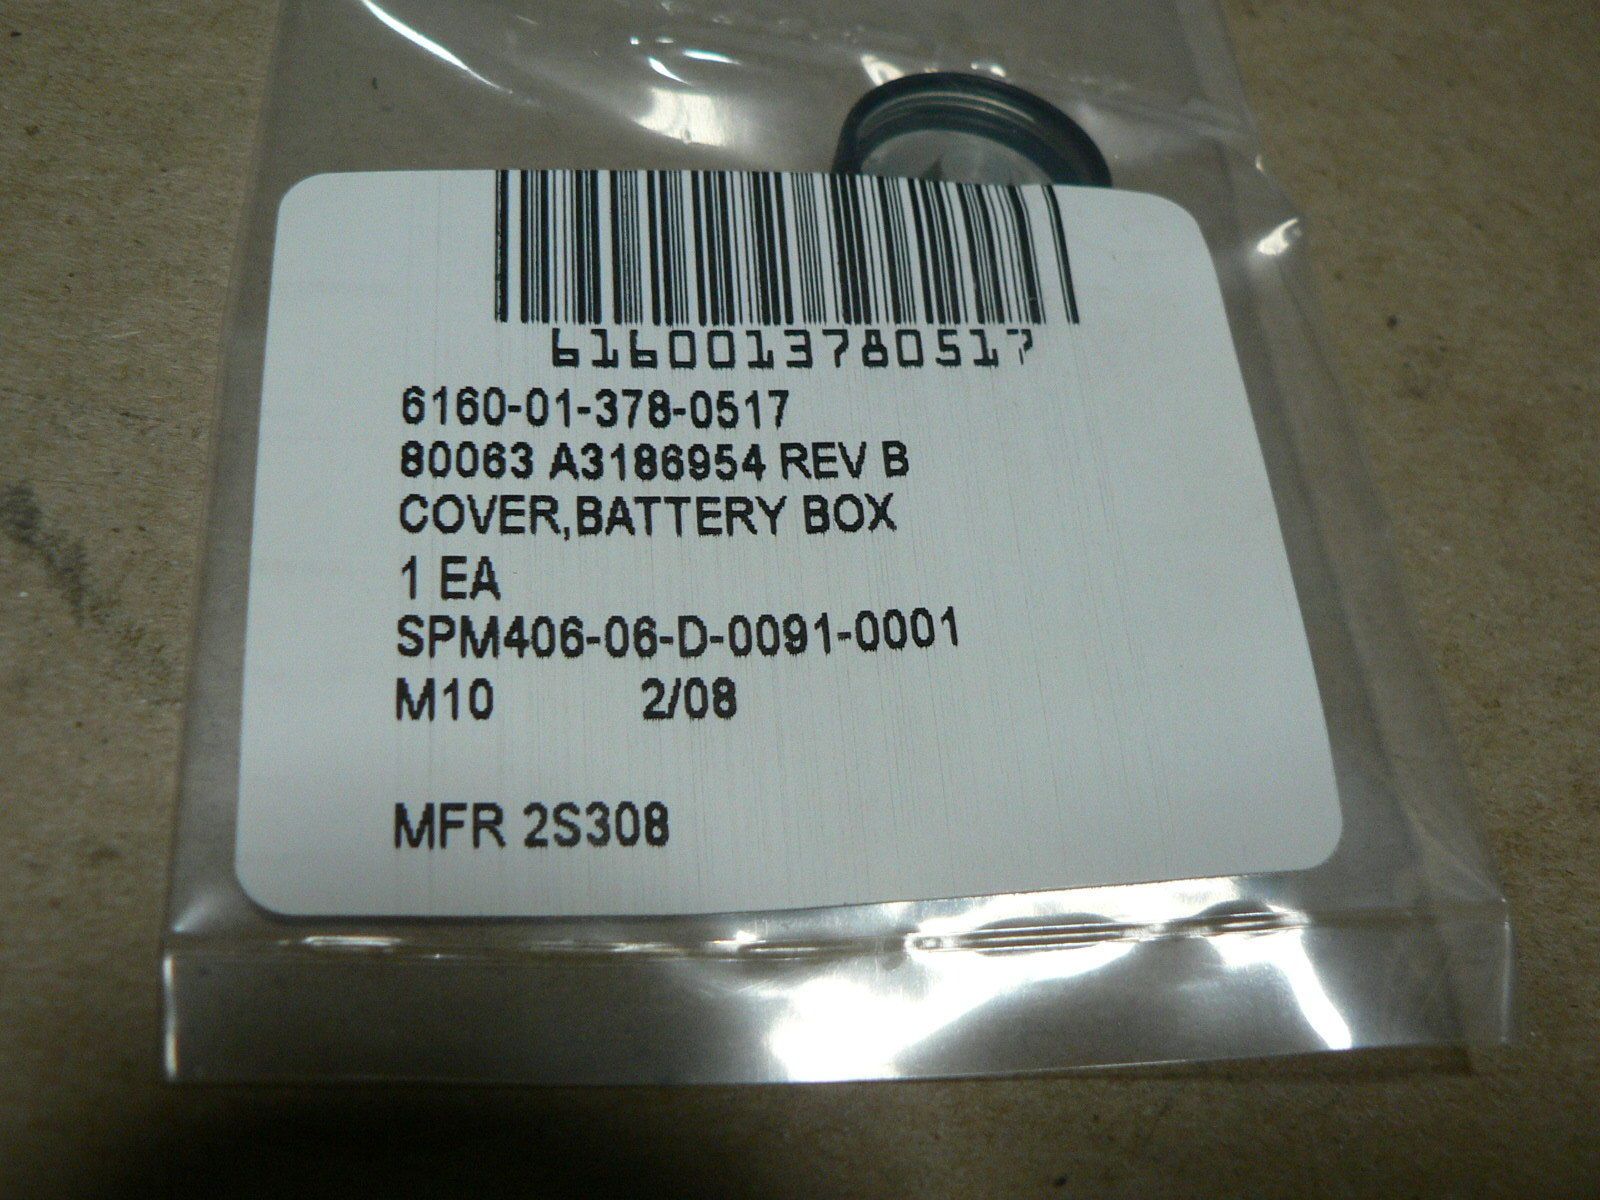 6160013780517
6160-01-378-0517
80063 A3186954 REV B
COVER,BATTERY BOX
1 EA
SPM406-06-D-0091-0001
M10 2/08
MFR 2S308